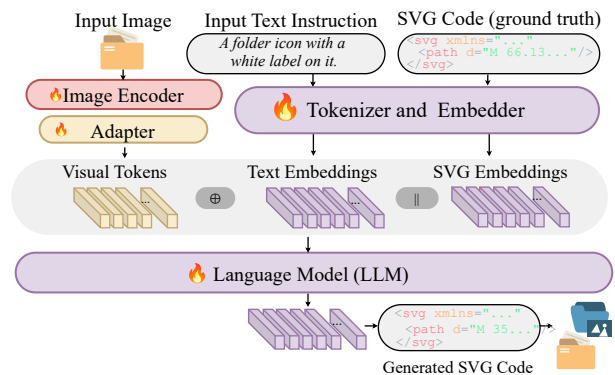 Input Image
Input Text Instruction
SVG Code (ground truth)
A folder icon with a
white label on it.
<svg xmlns="..."
<path d="M 66.13..."/>
</svg>
Image Encoder
Adapter
Tokenizer and Embedder
Visual Tokens
Text Embeddings
SVG Embeddings
...
⊕
...
||
...
Language Model (LLM)
...
<svg xmlns="..."
<path d="M 35..."/>
</svg>
Generated SVG Code